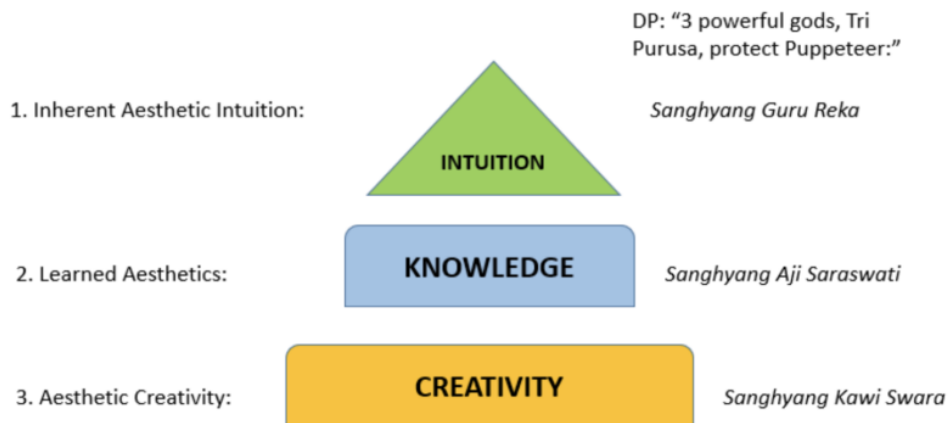 DP: “3 powerful gods, Tri
Purusa, protect Puppeteer:”
1. Inherent Aesthetic Intuition:
INTUITION
Sanghyang Guru Reka
2. Learned Aesthetics:
KNOWLEDGE
Sanghyang Aji Saraswati
3. Aesthetic Creativity:
CREATIVITY
Sanghyang Kawi Swara